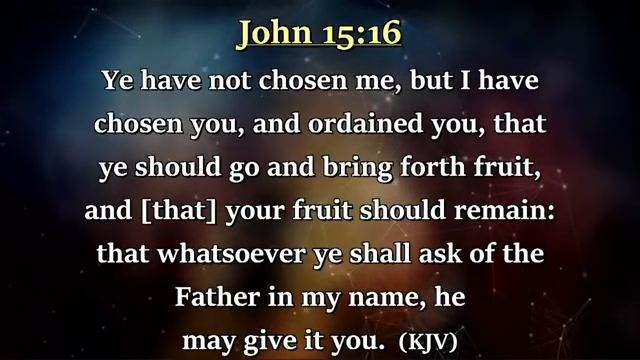 John 15:16
Ye have not chosen me, but I have
chosen you, and ordained you, that
ye should go and bring forth fruit,
and [that] your fruit should remain:
that whatsoever ye shall ask of the
Father in my name, he
may give it you. (KJV)